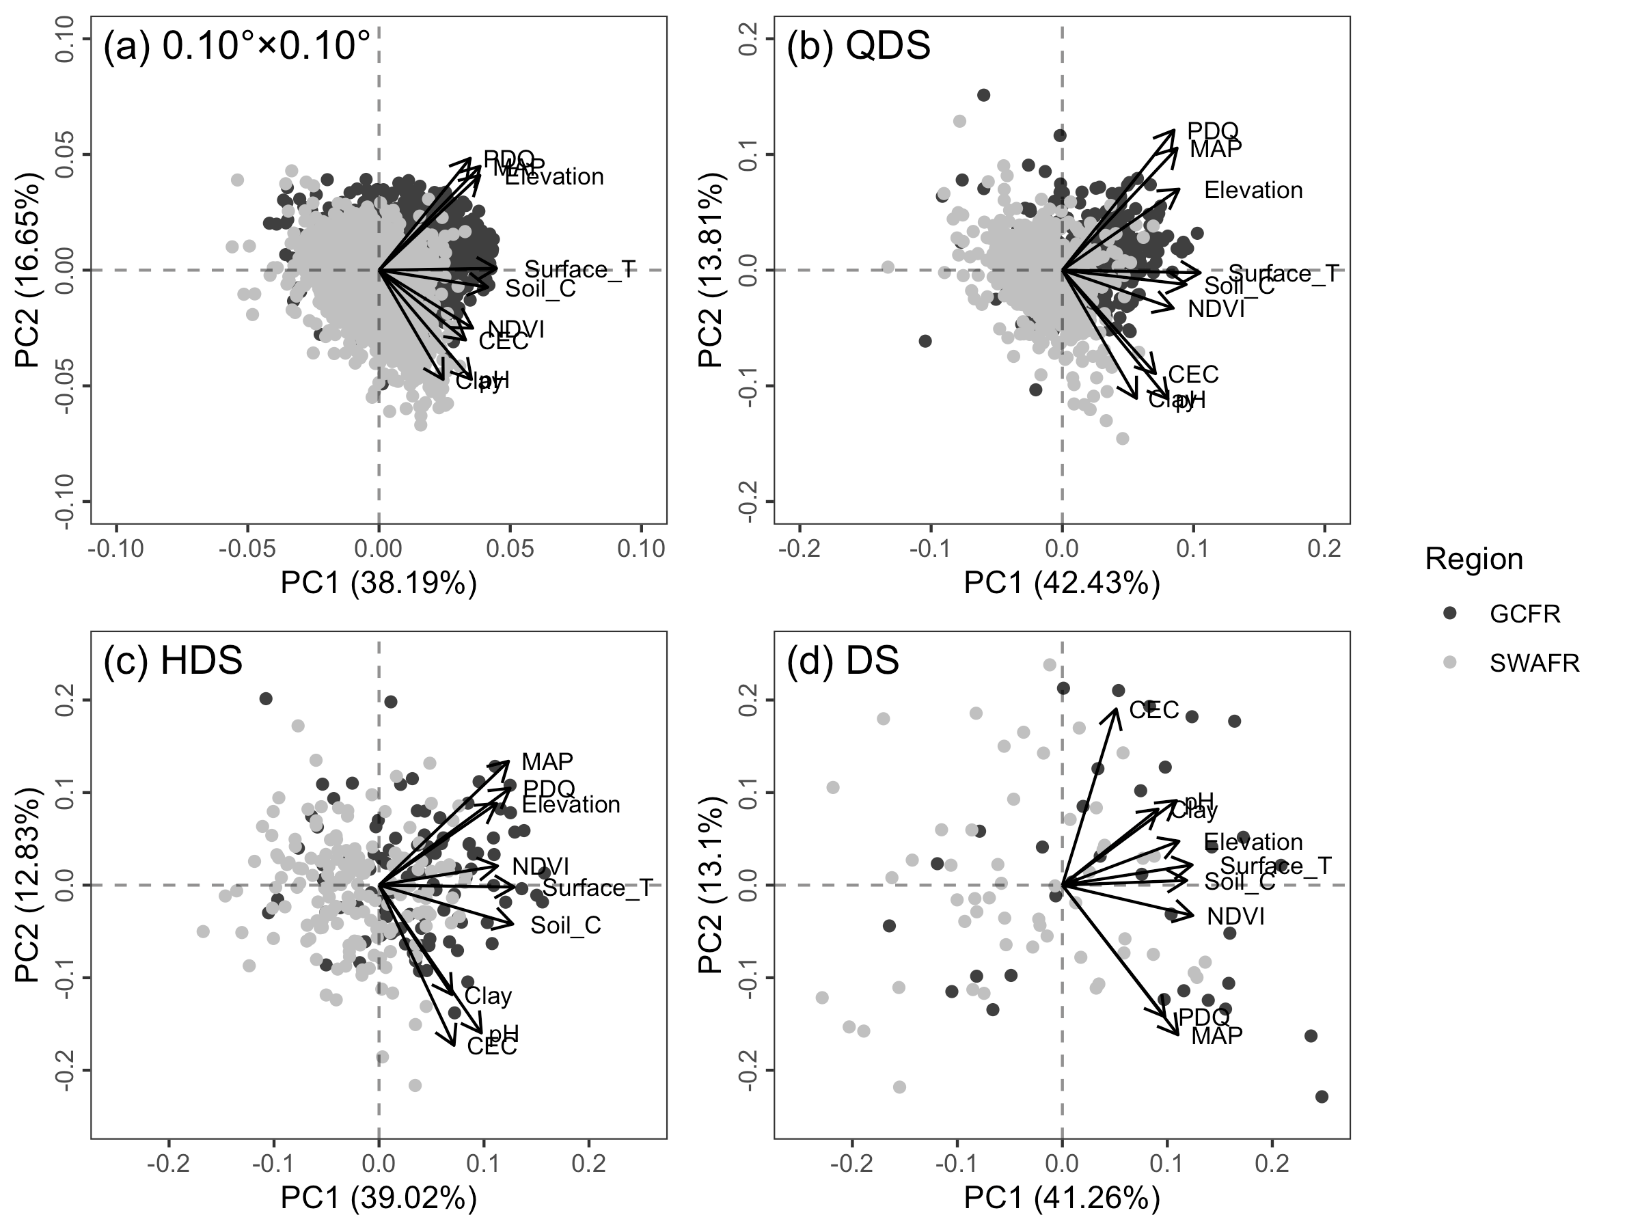 (a) 0.10°×0.10°
PC2 (16.65%)
0.10
0.05
0.00
-0.05
-0.10
PDQ
MAP
Elevation
Surface_T
Soil_C
NDVI
CEC
Clay
pH
-0.10
-0.05
0.00
0.05
0.10
PC1 (38.19%)
(b) QDS
PC2 (13.81%)
0.2
0.1
0.0
-0.1
-0.2
PDQ
MAP
Elevation
Surface_T
Soil_C
NDVI
CEC
Clay
pH
-0.2
-0.1
0.0
0.1
0.2
PC1 (42.43%)
(c) HDS
PC2 (12.83%)
0.2
0.1
0.0
-0.1
-0.2
MAP
PDQ
Elevation
NDVI
Surface_T
Soil_C
Clay
pH
CEC
-0.2
-0.1
0.0
0.1
0.2
PC1 (39.02%)
(d) DS
PC2 (13.1%)
0.2
0.1
0.0
-0.1
-0.2
CEC
pH
Clay
Elevation
Surface_T
Soil_C
NDVI
PDQ
MAP
-0.2
-0.1
0.0
0.1
0.2
PC1 (41.26%)
Region
GCFR
SWAFR